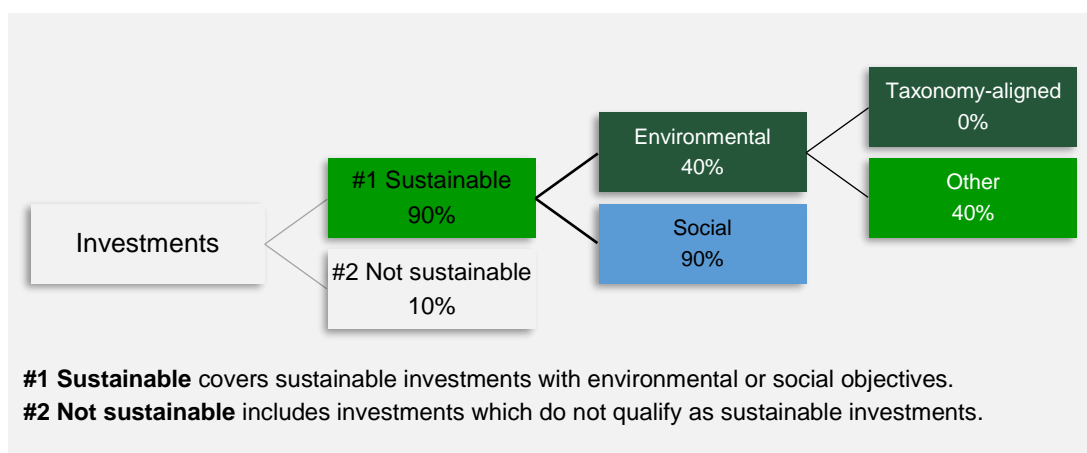 Investments
#1 Sustainable
90%
#2 Not sustainable
10%
Environmental
40%
Social
90%
Taxonomy-aligned
0%
Other
40%
#1 Sustainable covers sustainable investments with environmental or social objectives.
#2 Not sustainable includes investments which do not qualify as sustainable investments.